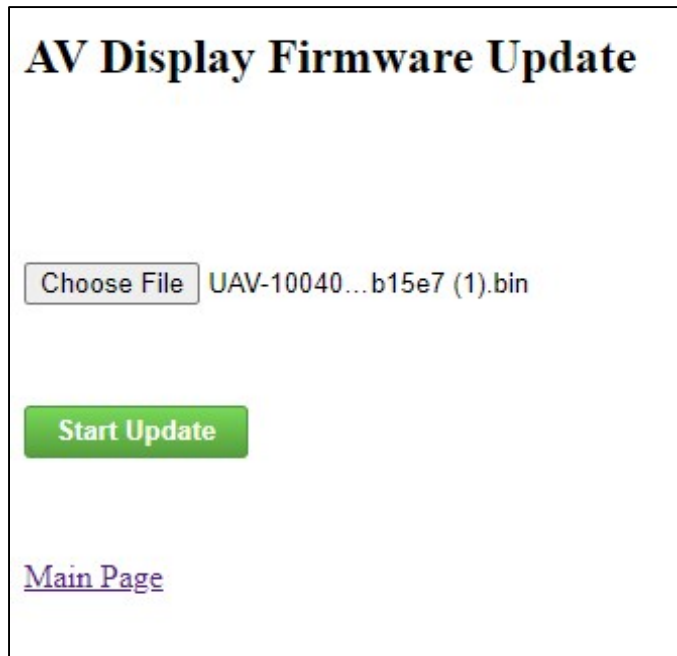 AV Display Firmware Update
Choose File UAV-10040...b15e7 (1).bin
Start Update
Main Page